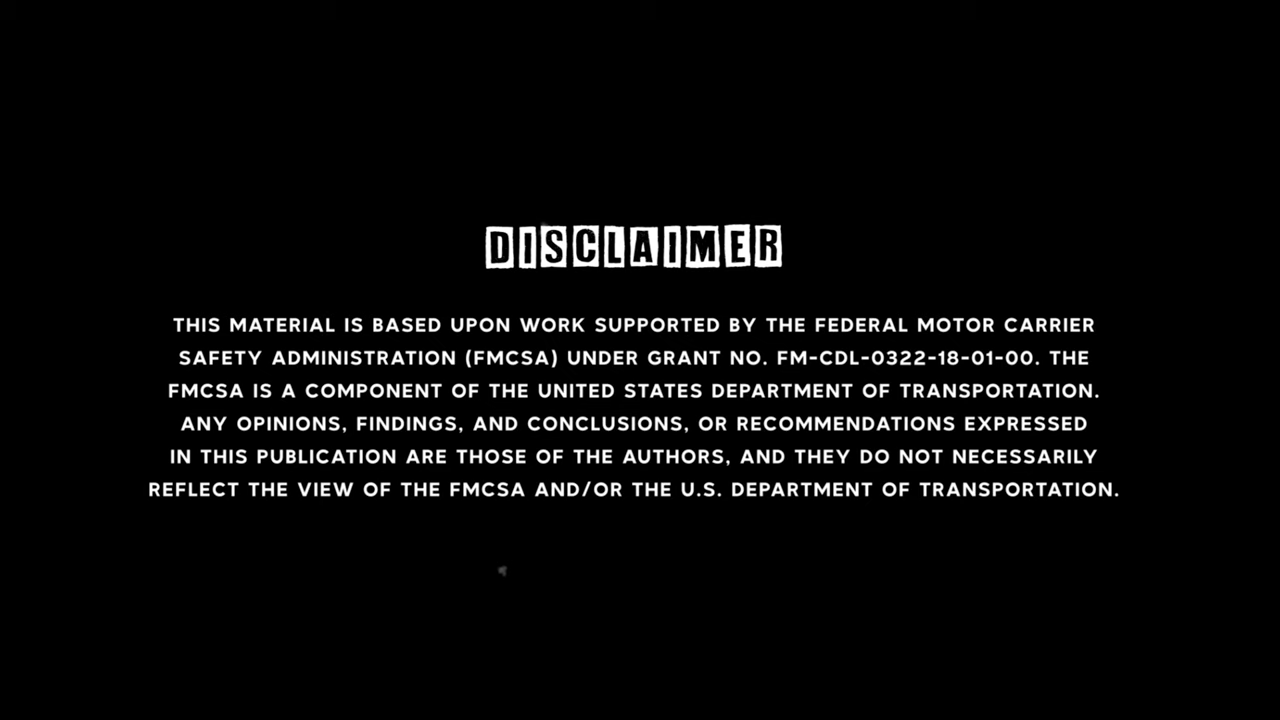 DISCLAIMER
THIS MATERIAL IS BASED UPON WORK SUPPORTED BY THE FEDERAL MOTOR CARRIER
SAFETY ADMINISTRATION (FMCSA) UNDER GRANT NO. FM-CDL-0322-18-01-00. THE
FMCSA IS A COMPONENT OF THE UNITED STATES DEPARTMENT OF TRANSPORTATION.
ANY OPINIONS, FINDINGS, AND CONCLUSIONS, OR RECOMMENDATIONS EXPRESSED
IN THIS PUBLICATION ARE THOSE OF THE AUTHORS, AND THEY DO NOT NECESSARILY
REFLECT THE VIEW OF THE FMCSA AND/OR THE U.S. DEPARTMENT OF TRANSPORTATION.